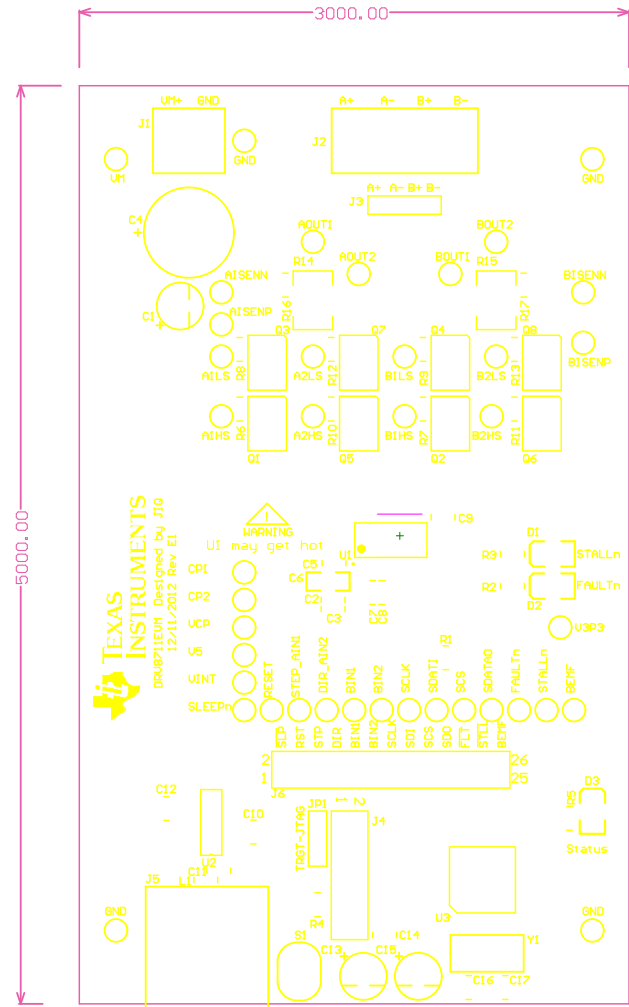 3000.00
5000.00
VM+ GND
J1
VM
GND
A+ A- B+ B-
J2
GND
A+ A- B+ B-
J3
C4
+
AOUT1
BOUT2
AOUT2
BOUT1
R14
R15
AISENN
BISENN
R16
R17
AISENP
C1
+
BISENP
Q3
Q7
Q4
Q8
A1LS
R8
A2LS
R12
B1LS
R9
B2LS
R13
A1HS
R6
A2HS
R10
B1HS
R7
B2HS
R11
Q1
Q5
Q2
Q6
WARNING
U1 may get hot
U1
C9
TEXAS
INSTRUMENTS
DRV8711EVM Designed by JIQ
12/11/2012 Rev E1
D1
R3
STALLn
R2
FAULTn
D2
V3P3
C5
C6
C2
C3
C7
C8
R1
CP1
CP2
VCP
V5
VINT
SLEEPn
RESET
STEP_AIN1
DIR_AIN2
BIN1
BIN2
SCLK
SDATI
SCS
SDATAO
FAULTn
STALLn
BEMF
SLP
RST
STP
DIR
BIN1
BIN2
SCLK
SDI
SCS
SDO
FLT
STLL
BEMF
2
1
26
25
J6
C12
C10
U2
C11
L1
J5
JP1
1
2
TRGT-JTAG
J4
R4
S1
C13
C15
C14
+
+
U3
Y1
C16
C17
D3
R5
Status
GND
GND